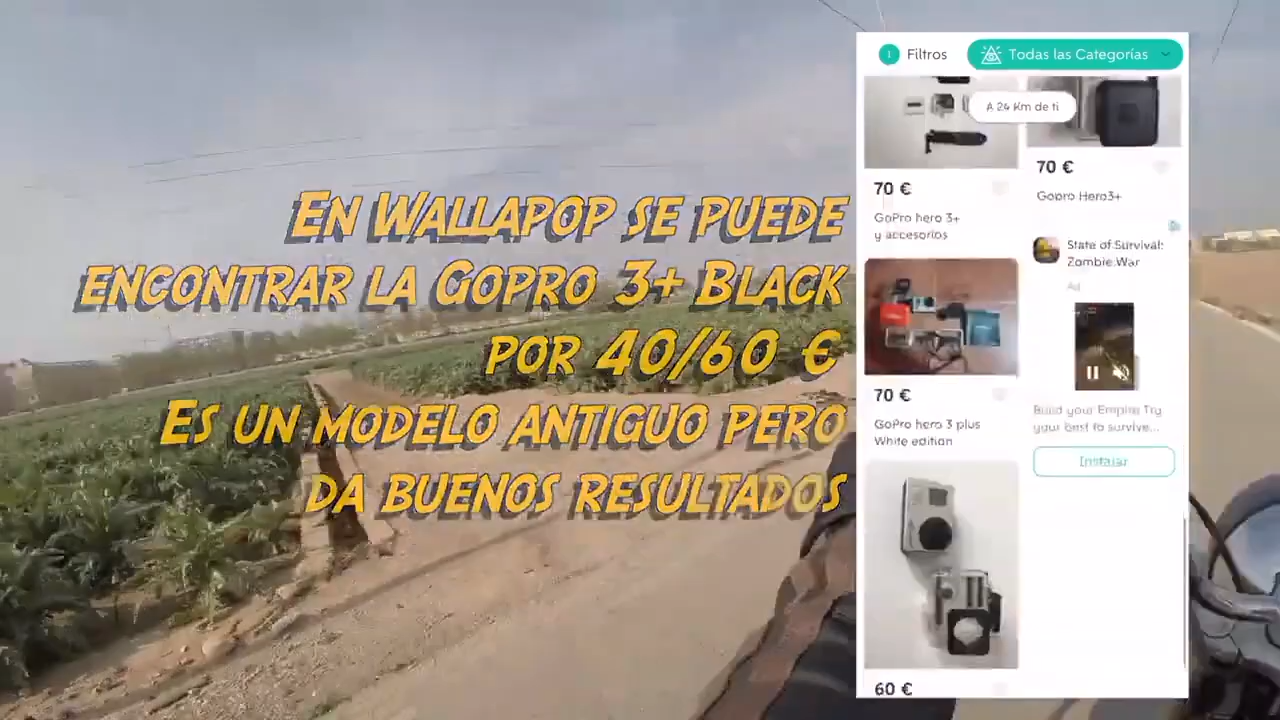 EN WALLAPOP SE PUEDE
ENCONTRAR LA GOPRO 3+ BLACK
POR 40/60 €
ES UN MODELO ANTIGUO PERO
DA BUENOS RESULTADOS
1 Filtros
Todas las Categorías
A 24 Km de ti
70 €
GoPro hero 3+
y accesorios
70 €
GoPro hero 3 plus
White edition
60 €
70 €
Gopro Hero3+
State of Survival:
Zombie War
Ad
Build your Empire Try
your best to survive...
Instalar